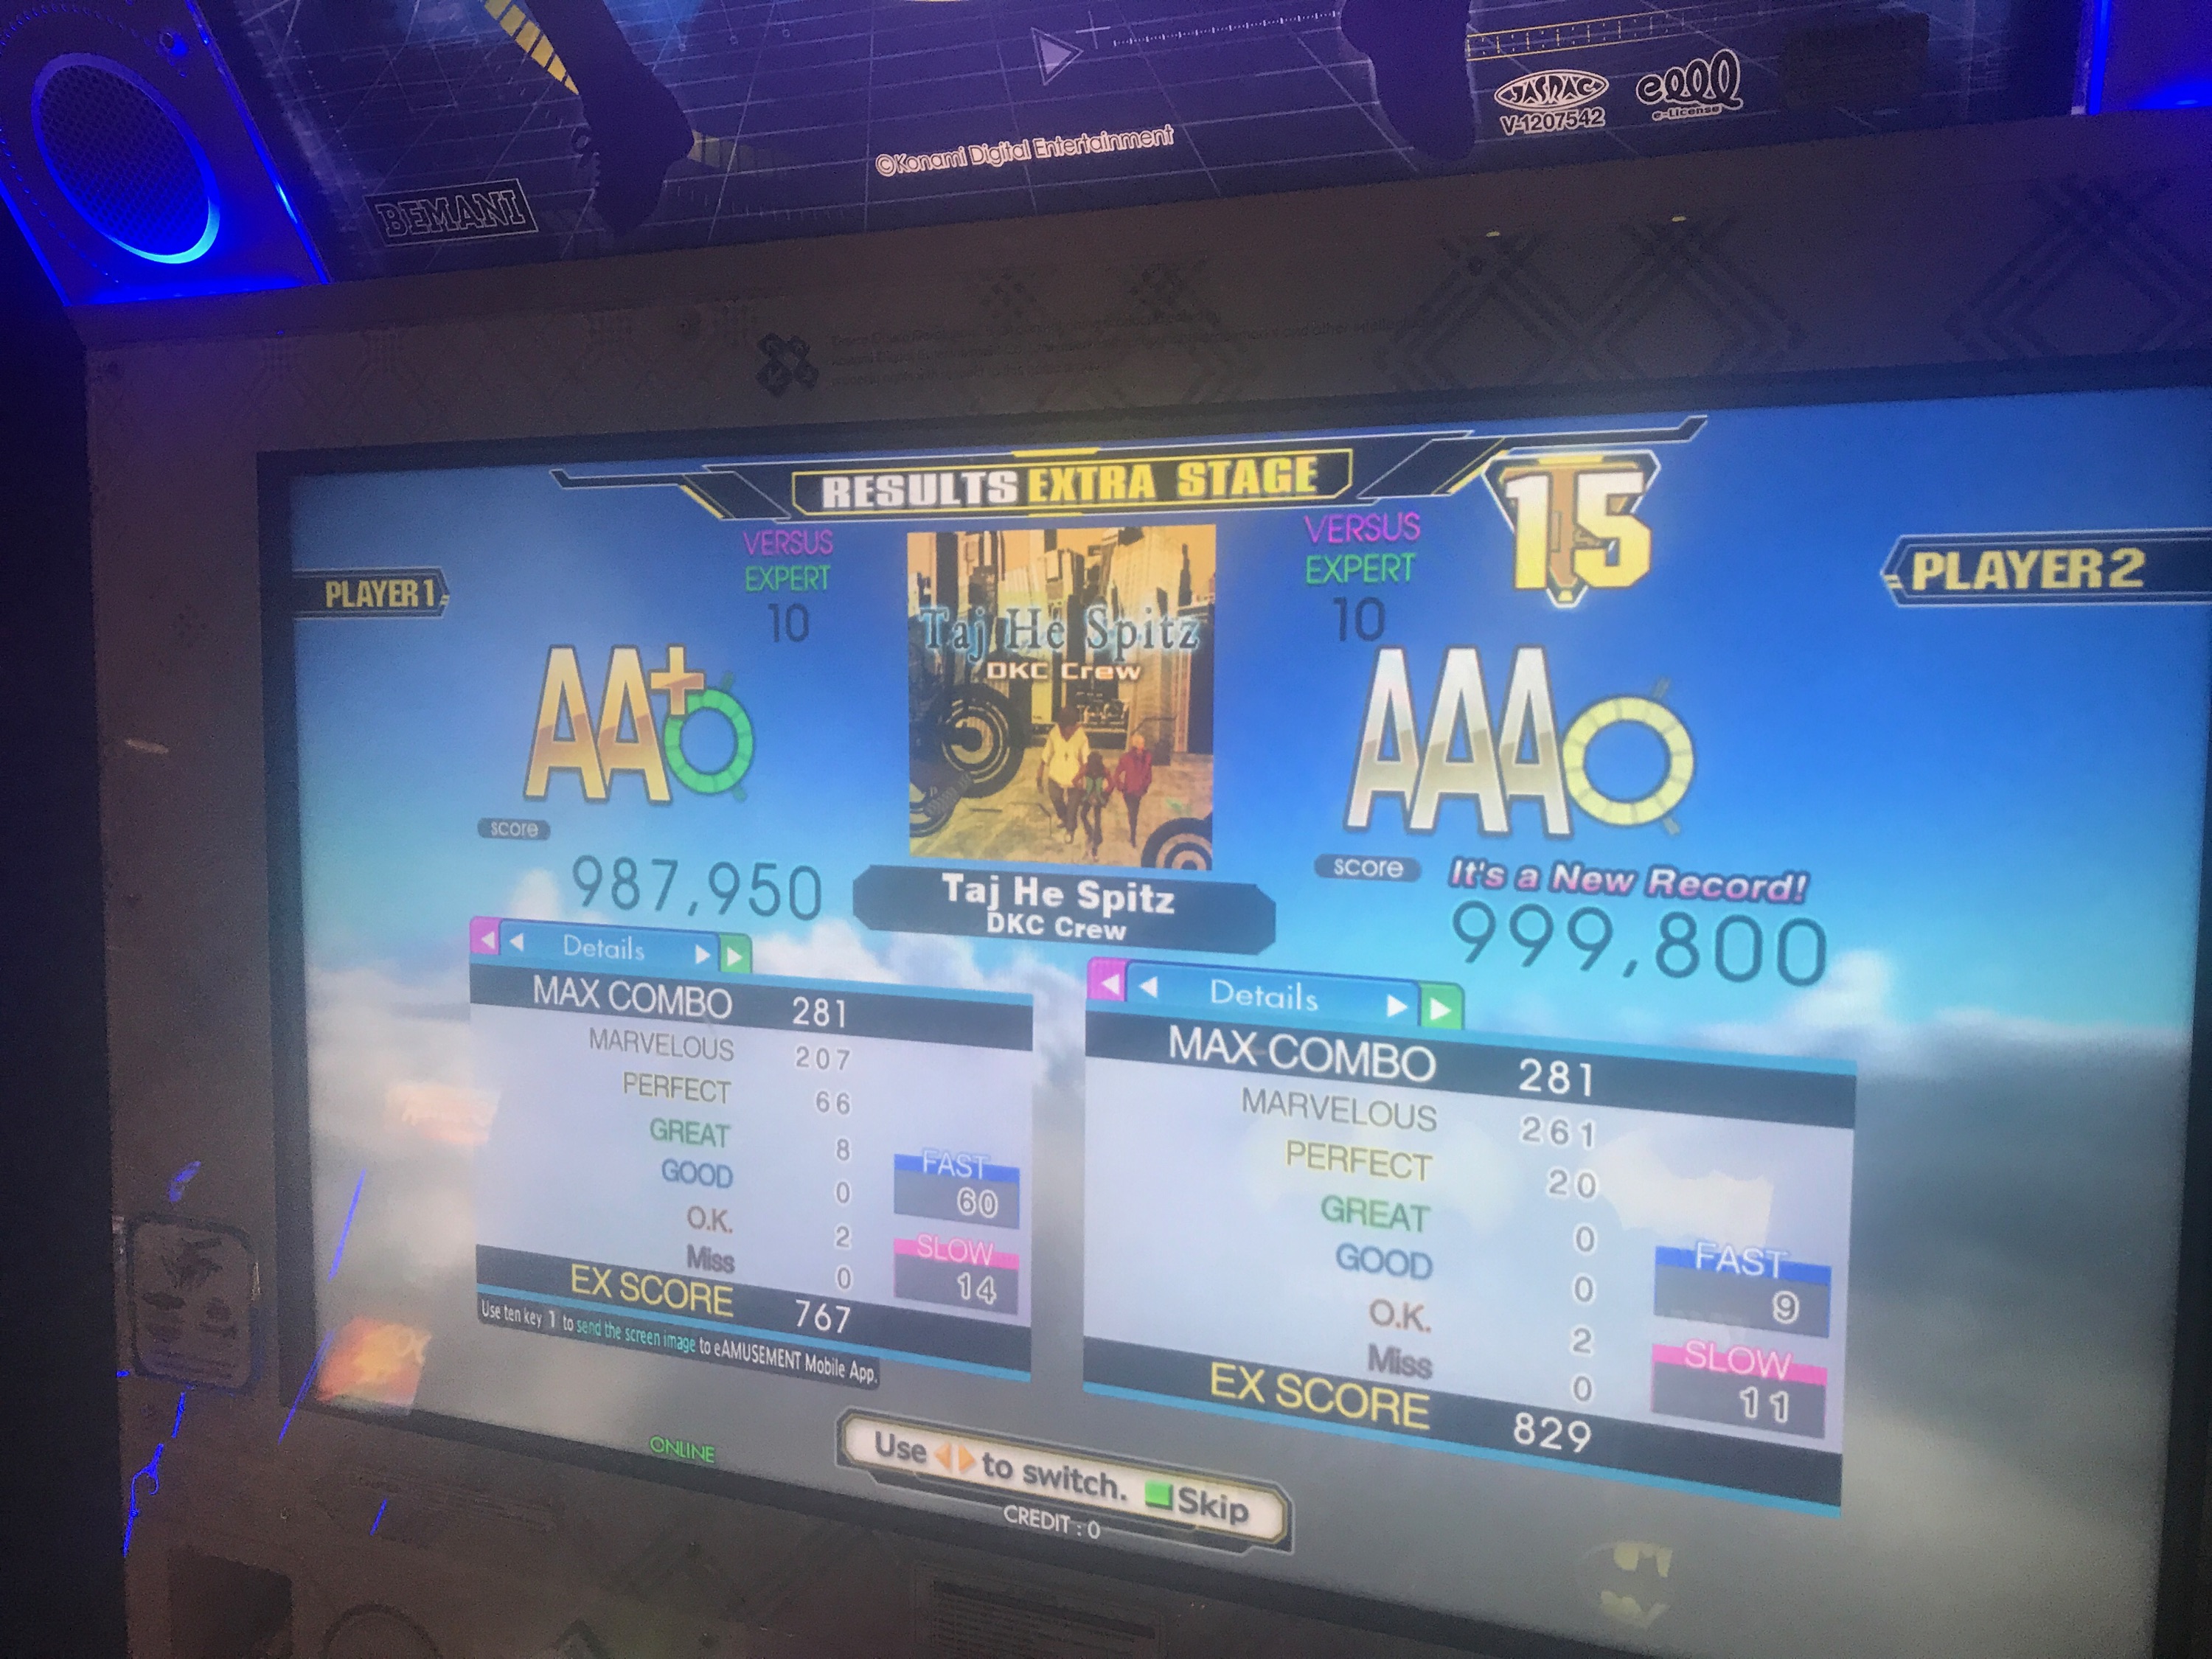 JASRAC
V-1207542
e-License
©Konami Digital Entertainment
BEMANI
RESULTS EXTRA STAGE
15
PLAYER 1
VERSUS
EXPERT
10
AA+
score
987,950
Taj He Spitz
DKC Crew
Taj He Spitz
DKC Crew
VERSUS
EXPERT
10
PLAYER 2
AAA
score
It's a New Record!
999,800
Details
MAX COMBO 281
MARVELOUS 207
PERFECT 66
GREAT 8
GOOD 0
O.K. 2
Miss 0
EX SCORE 767
FAST
60
SLOW
14
Use ten key 1 to send the screen image to eAMUSEMENT Mobile App.
Details
MAX COMBO 281
MARVELOUS 261
PERFECT 20
GREAT 0
GOOD 0
O.K. 2
Miss 0
EX SCORE 829
FAST
9
SLOW
11
ONLINE
Use to switch. Skip
CREDIT : 0